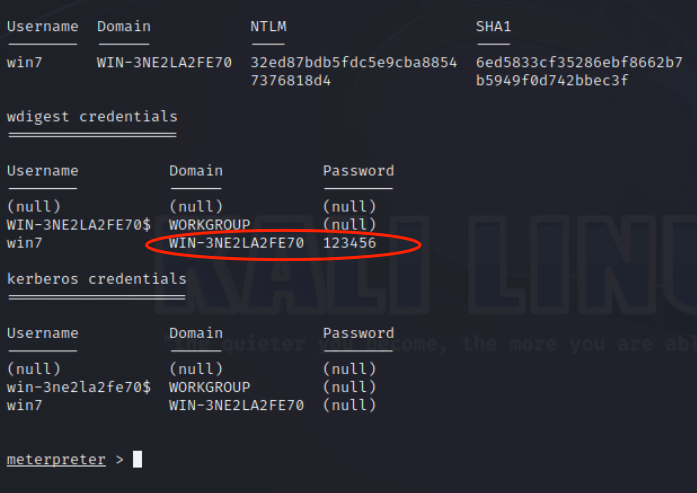 Username Domain NTLM SHA1
win7 WIN-3NE2LA2FE70 32ed87bdb5fdc5e9cba8854 6ed5833cf35286ebf8662b7
7376818d4 b5949f0d742bbec3f
wdigest credentials
Username Domain Password
(null) (null) (null)
WIN-3NE2LA2FE70$ WORKGROUP (null)
win7 WIN-3NE2LA2FE70 123456
kerberos credentials
KALI LINU
Username Domain Password
"the quieter you become, the more you are abl
(null) (null) (null)
win-3ne2la2fe70$ WORKGROUP (null)
win7 WIN-3NE2LA2FE70 (null)
meterpreter >